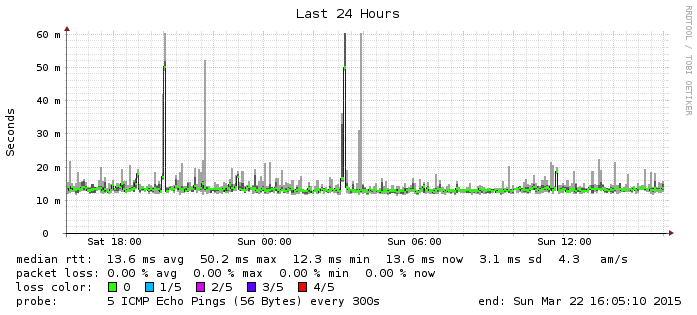 Last 24 Hours
RRDTOOL / TOBI OETIKER
Seconds
60 m
50 m
40 m
30 m
20 m
10 m
0
Sat 18:00 Sun 00:00 Sun 06:00 Sun 12:00
median rtt: 13.6 ms avg 50.2 ms max 12.3 ms min 13.6 ms now 3.1 ms sd 4.3 am/s
packet loss: 0.00 % avg 0.00 % max 0.00 % min 0.00 % now
loss color: 0 1/5 2/5 3/5 4/5
probe: 5 ICMP Echo Pings (56 Bytes) every 300s end: Sun Mar 22 16:05:10 2015